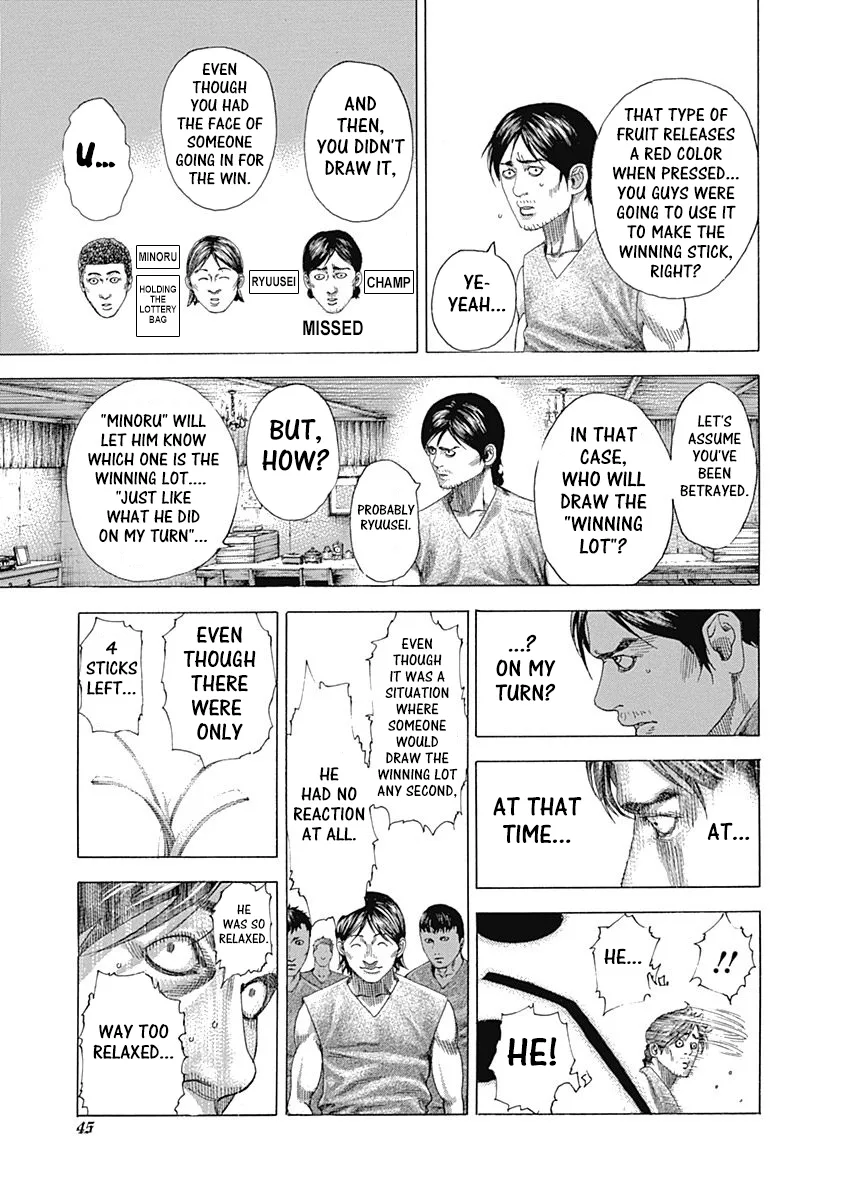 THAT TYPE OF
FRUIT RELEASES
A RED COLOR
WHEN PRESSED...
YOU GUYS WERE
GOING TO USE IT
TO MAKE THE
WINNING STICK,
RIGHT?
YE-
YEAH...
AND
THEN,
YOU DIDN'T
DRAW IT,
EVEN
THOUGH
YOU HAD
THE FACE OF
SOMEONE
GOING IN FOR
THE WIN.
U...
CHAMP
MISSED
RYUUSEI
MINORU
HOLDING
THE
LOTTERY
BAG
LET'S
ASSUME
YOU'VE
BEEN
BETRAYED.
IN THAT
CASE,
WHO WILL
DRAW THE
"WINNING
LOT"?
PROBABLY
RYUUSEI.
BUT,
HOW?
"MINORU" WILL
LET HIM KNOW
WHICH ONE IS THE
WINNING LOT....
"JUST LIKE
WHAT HE DID
ON MY TURN"...
...?
ON MY
TURN?
AT...
AT THAT
TIME...
!!
HE...
HE!
EVEN
THOUGH
IT WAS A
SITUATION
WHERE
SOMEONE
WOULD
DRAW THE
WINNING LOT
ANY SECOND,
HE
HAD NO
REACTION
AT ALL.
EVEN
THOUGH
THERE
WERE
ONLY
4
STICKS
LEFT...
HE
WAS SO
RELAXED.
WAY TOO
RELAXED...
45